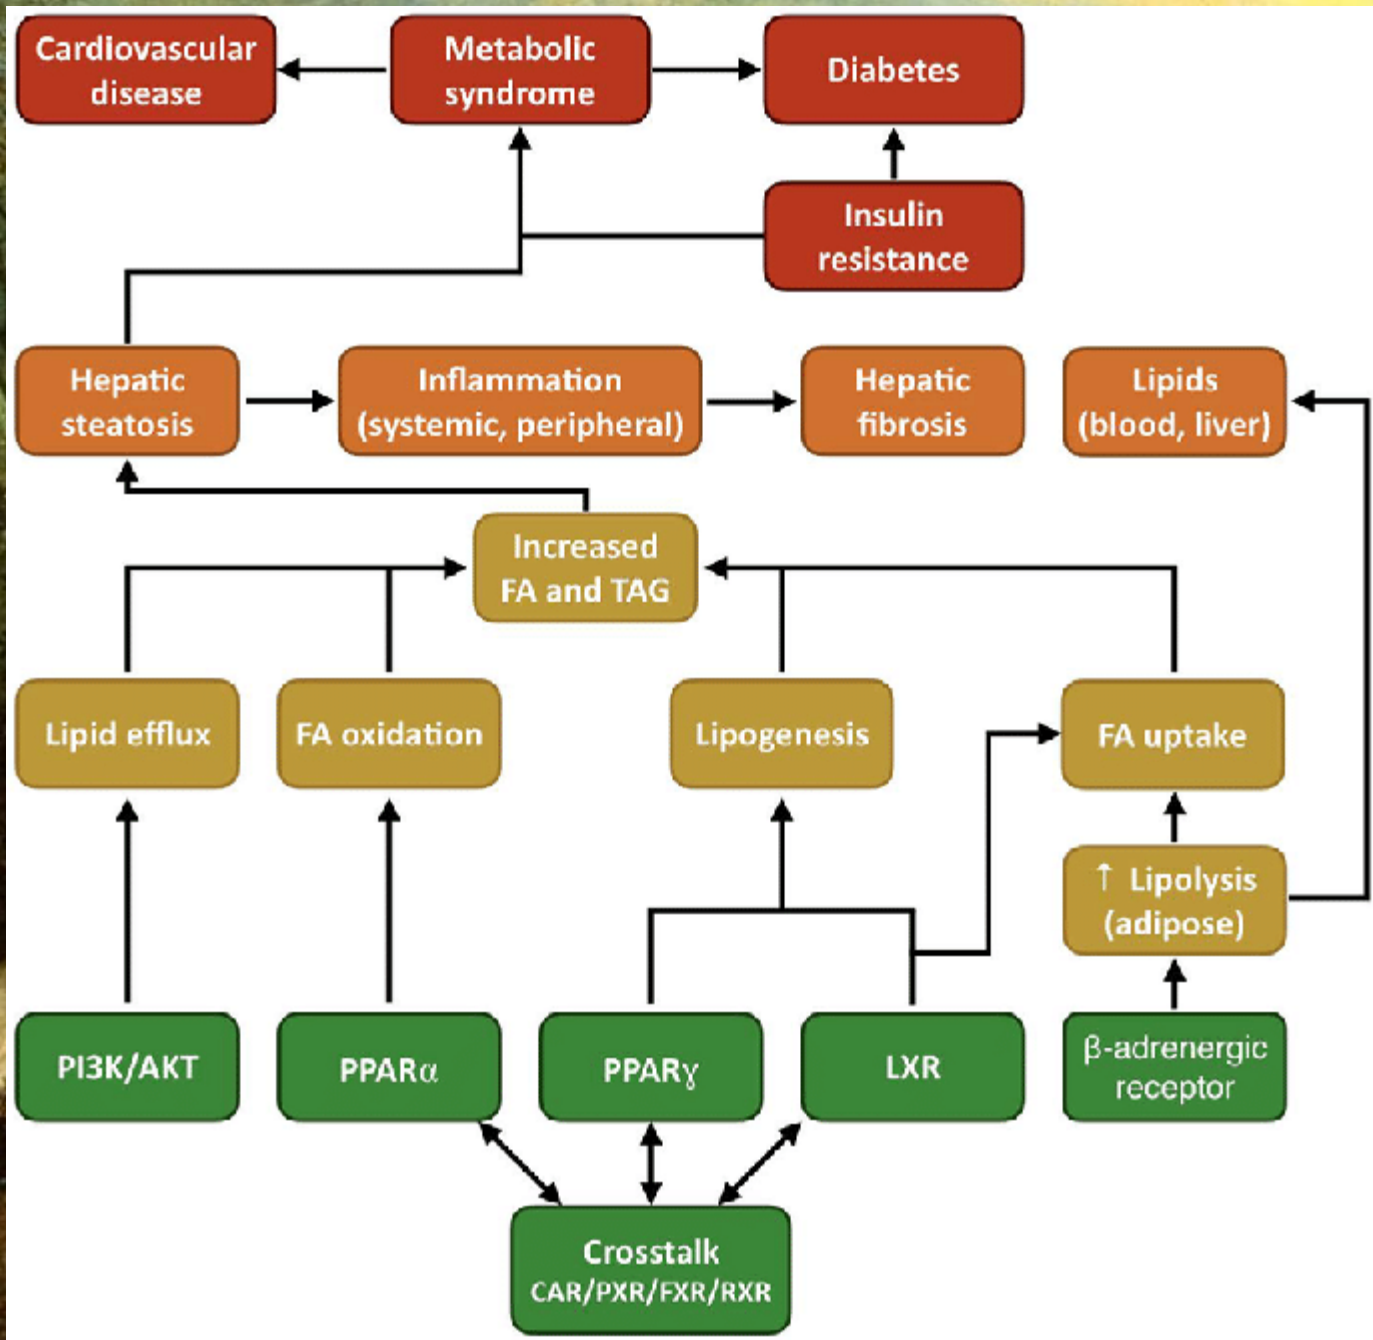 Cardiovascular
disease
Metabolic
syndrome
Diabetes
Insulin
resistance
Hepatic
steatosis
Inflammation
(systemic, peripheral)
Hepatic
fibrosis
Lipids
(blood, liver)
Increased
FA and TAG
Lipid efflux
FA oxidation
Lipogenesis
FA uptake
↑ Lipolysis
(adipose)
PI3K/AKT
PPARα
PPARγ
LXR
β-adrenergic
receptor
Crosstalk
CAR/PXR/FXR/RXR